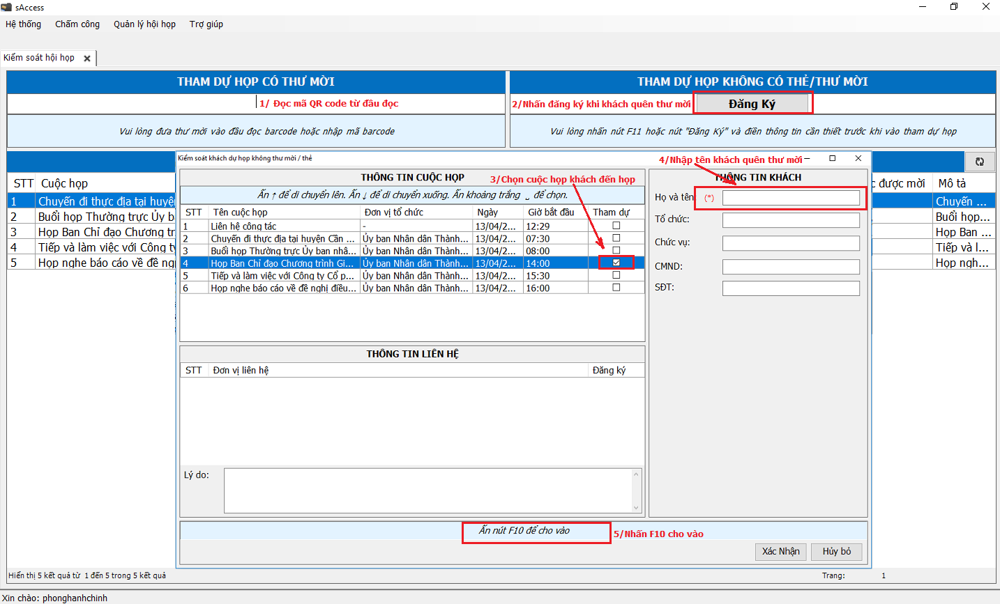 sAccess
Hệ thống Chấm công Quản lý hội họp Trợ giúp
Kiểm soát hội họp
THAM DỰ HỌP CÓ THƯ MỜI
1/ Đọc mã QR code từ đầu đọc
Vui lòng đưa thư mời vào đầu đọc barcode hoặc nhập mã barcode
THAM DỰ HỌP KHÔNG CÓ THẺ/THƯ MỜI
2/Nhấn đăng ký khi khách quên thư mời Đăng Ký
Vui lòng nhấn nút F11 hoặc nút "Đăng Ký" và điền thông tin cần thiết trước khi vào tham dự họp
STT Cuộc họp
1 Chuyến đi thực địa tại huyện
2 Buổi họp Thường trực Ủy b
3 Họp Ban Chỉ đạo Chương tr
4 Tiếp và làm việc với Công ty
5 Họp nghe báo cáo về đề ng
được mời Mô tả
Chuyến ...
Buổi họp...
Họp Ban ...
Tiếp và l...
Họp ngh...
Kiểm soát khách dự họp không thư mời / thẻ
THÔNG TIN CUỘC HỌP
3/Chọn cuộc họp khách đến họp
Ấn ↑ để di chuyển lên. Ấn ↓ để di chuyển xuống. Ấn khoảng trắng ⎵ để chọn.
STT Tên cuộc họp Đơn vị tổ chức Ngày Giờ bắt đầu Tham dự
1 Liên hệ công tác - 13/04/2... 12:29
2 Chuyến đi thực địa tại huyện Cần ... Ủy ban Nhân dân Thành... 13/04/2... 07:30
3 Buổi họp Thường trực Ủy ban nhâ... Ủy ban Nhân dân Thành... 13/04/2... 08:00
4 Họp Ban Chỉ đạo Chương trình Gi... Ủy ban Nhân dân Thành... 13/04/2... 14:00
5 Tiếp và làm việc với Công ty Cổ p... Ủy ban Nhân dân Thành... 13/04/2... 15:30
6 Họp nghe báo cáo về đề nghị điều... Ủy ban Nhân dân Thành... 13/04/2... 16:00
THÔNG TIN LIÊN HỆ
STT Đơn vị liên hệ Đăng ký
Lý do:
4/Nhập tên khách quên thư mời
THÔNG TIN KHÁCH
Họ và tên (*)
Tổ chức:
Chức vụ:
CMND:
SĐT:
Ấn nút F10 để cho vào
5/Nhấn F10 cho vào
Xác Nhận Hủy bỏ
Hiển thị 5 kết quả từ 1 đến 5 trong 5 kết quả
Trang: 1
Xin chào: phonghanhchinh